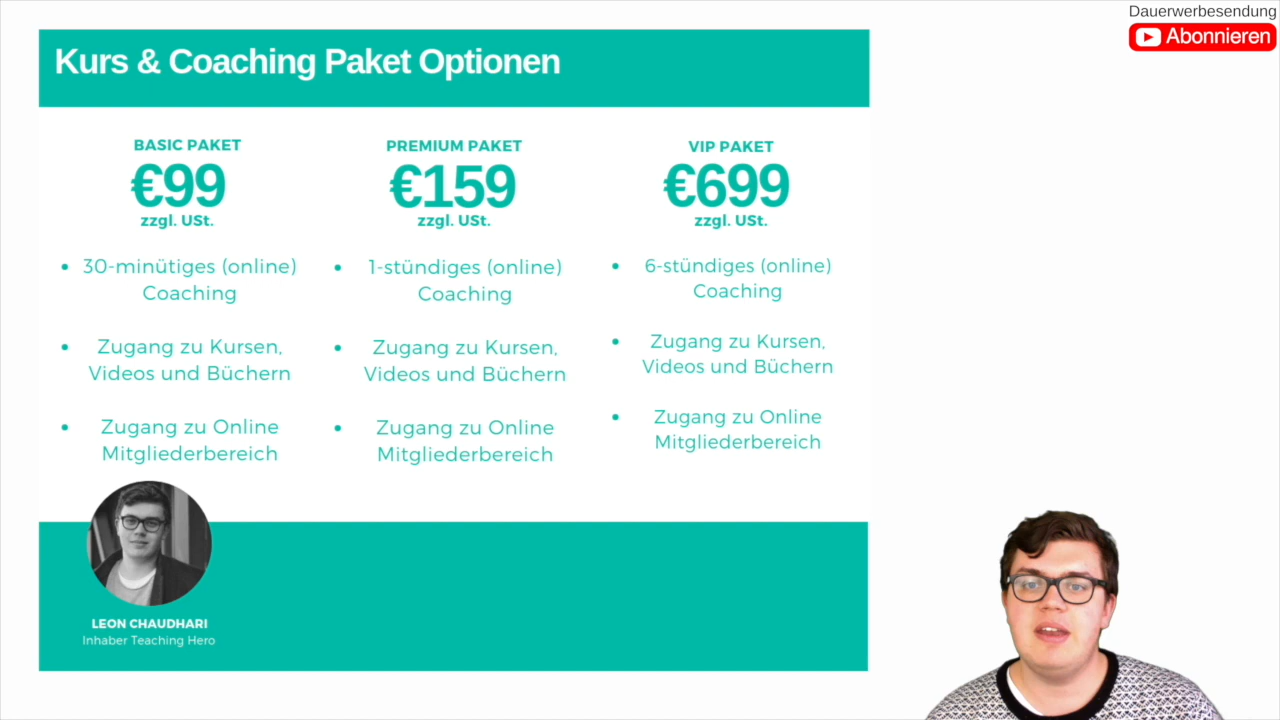 Dauerwerbesendung
Abonnieren
Kurs & Coaching Paket Optionen
BASIC PAKET
€99
zzgl. USt.
• 30-minütiges (online)
Coaching
• Zugang zu Kursen,
Videos und Büchern
• Zugang zu Online
Mitgliederbereich
PREMIUM PAKET
€159
zzgl. USt.
• 1-stündiges (online)
Coaching
• Zugang zu Kursen,
Videos und Büchern
• Zugang zu Online
Mitgliederbereich
VIP PAKET
€699
zzgl. USt.
• 6-stündiges (online)
Coaching
• Zugang zu Kursen,
Videos und Büchern
• Zugang zu Online
Mitgliederbereich
LEON CHAUDHARI
Inhaber Teaching Hero